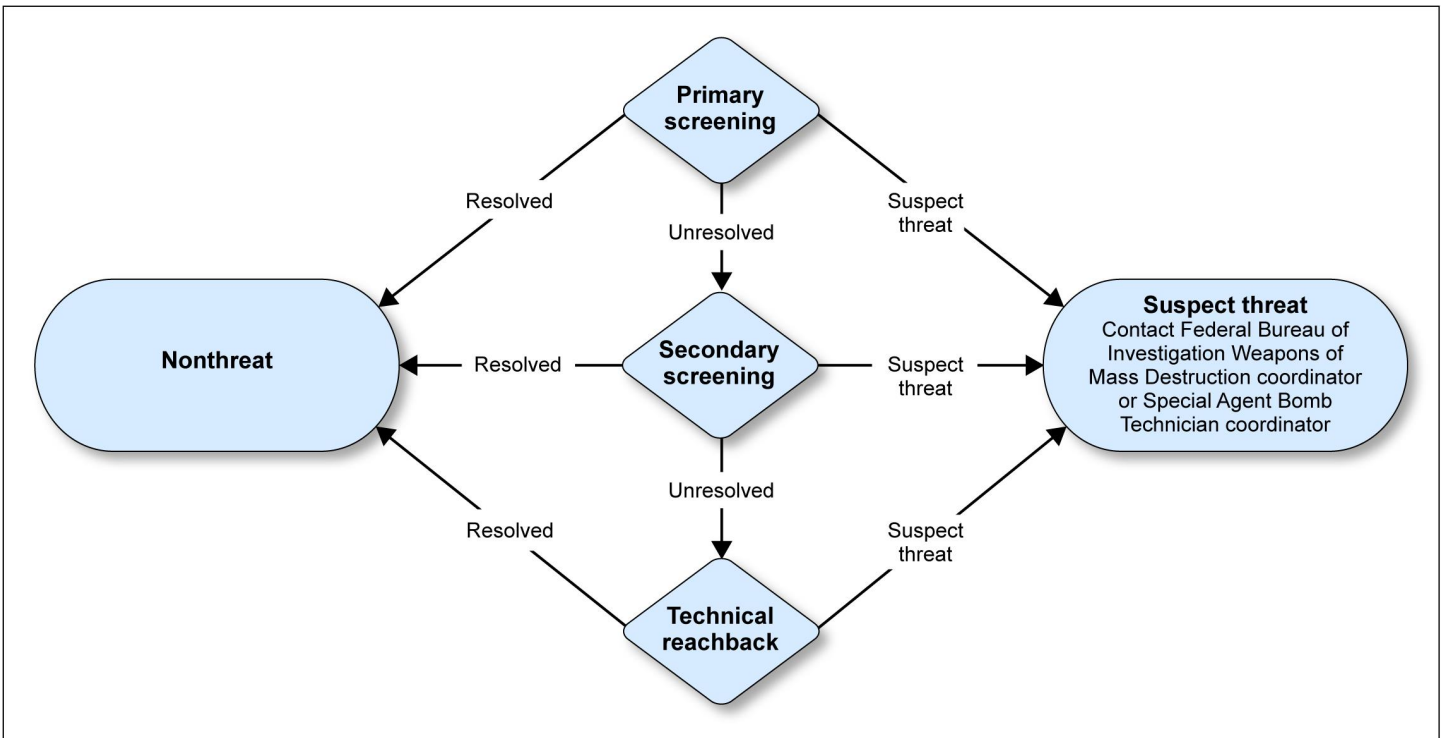 Primary
screening
Resolved
Suspect
threat
Unresolved
Nonthreat
Resolved
Secondary
screening
Suspect
threat
Suspect threat
Contact Federal Bureau of
Investigation Weapons of
Mass Destruction coordinator
or Special Agent Bomb
Technician coordinator
Unresolved
Resolved
Suspect
threat
Technical
reachback